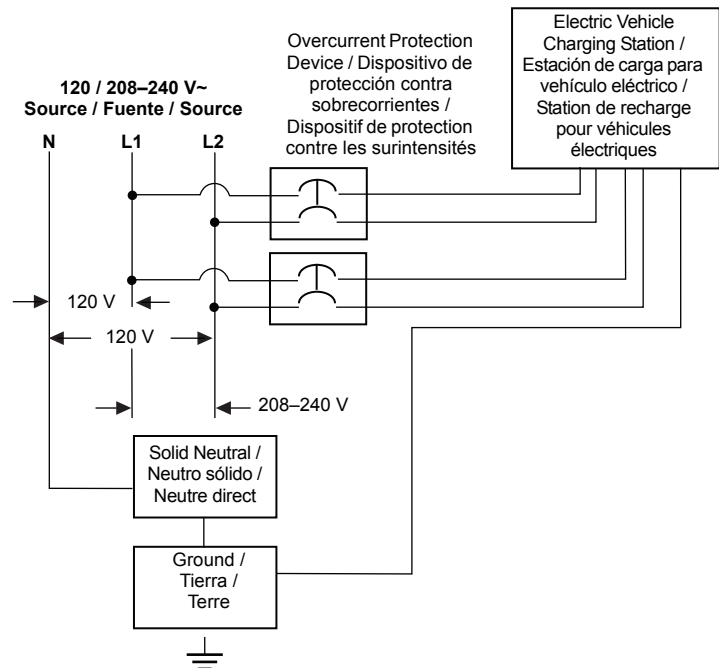 120 / 208–240 V~
Source / Fuente / Source
N
L1
L2
Overcurrent Protection
Device / Dispositivo de
protección contra
sobrecorrientes /
Dispositif de protection
contre les surintensités
Electric Vehicle
Charging Station /
Estación de carga para
vehículo eléctrico /
Station de recharge
pour véhicules
électriques
120 V
120 V
208–240 V
Solid Neutral /
Neutro sólido /
Neutre direct
Ground /
Tierra /
Terre